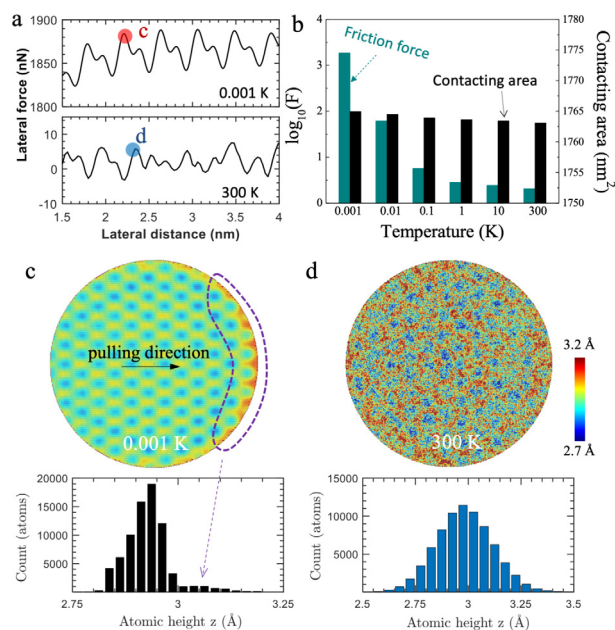 a
c
1900
1850
1800
0.001 K
Lateral force (nN)
d
10
0
-10
300 K
1.5 2 2.5 3 3.5 4
Lateral distance (nm)
b
4
3
2
1
0
log10(F)
Friction force
Contacting area
1780
1775
1770
1765
1760
1755
1750
Contacting area (nm2)
0.001 0.01 0.1 1 10 300
Temperature (K)
c
pulling direction
0.001 K
d
300 K
3.2 Å
2.7 Å
20000
15000
10000
5000
Count (atoms)
2.75 3 3.25
Atomic height z (Å)
15000
10000
5000
Count (atoms)
2.5 3 3.5
Atomic height z (Å)